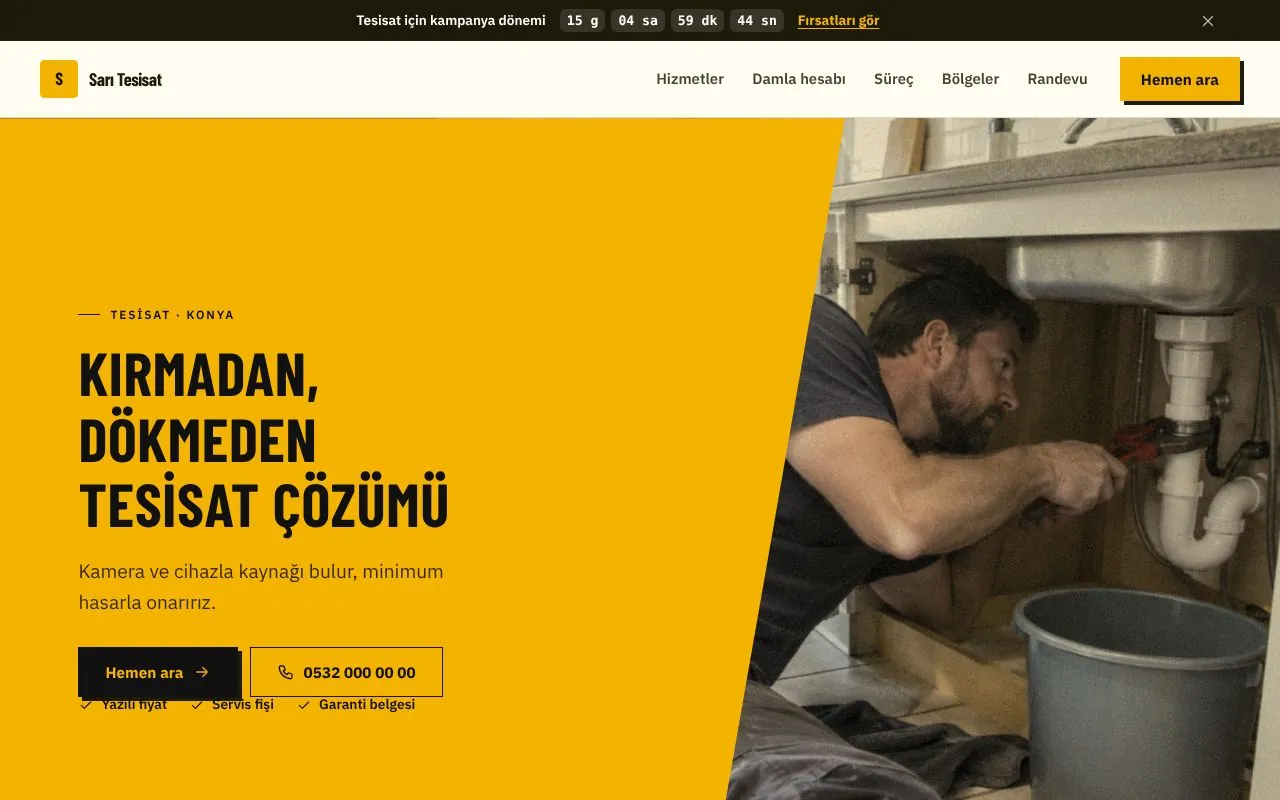 Tesisat için kampanya dönemi 15 g 04 sa 59 dk 44 sn Fırsatları gör
S Sarı Tesisat Hizmetler Damla hesabı Süreç Bölgeler Randevu Hemen ara
TESİSAT · KONYA
KIRMADAN,
DÖKMEDEN
TESİSAT ÇÖZÜMÜ
Kamera ve cihazla kaynağı bulur, minimum
hasarla onarırız.
Hemen ara → 0532 000 00 00
Yazılı fiyat Servis fişi Garanti belgesi